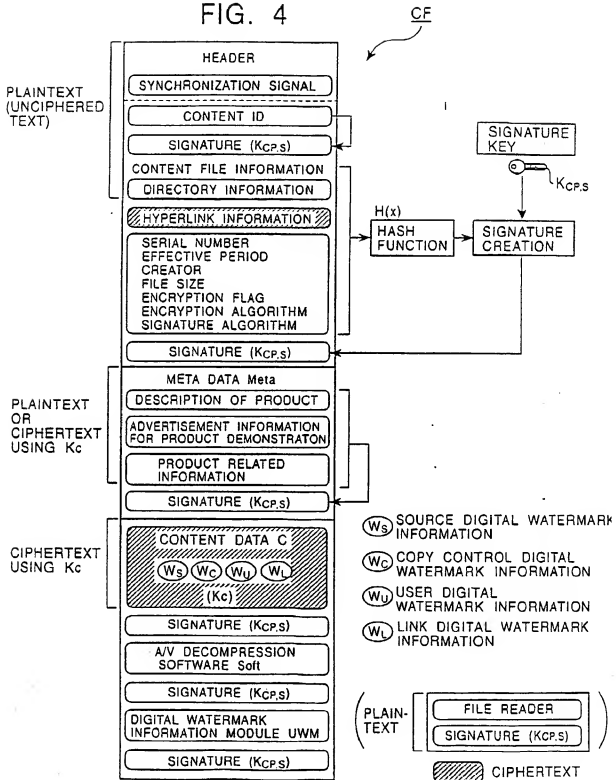 FIG. 4
CF
HEADER
SYNCHRONIZATION SIGNAL
PLAINTEXT
(UNCIPHERED
TEXT)
CONTENT ID
SIGNATURE (KCP,S)
CONTENT FILE INFORMATION
DIRECTORY INFORMATION
HYPERLINK INFORMATION
SERIAL NUMBER
EFFECTIVE PERIOD
CREATOR
FILE SIZE
ENCRYPTION FLAG
ENCRYPTION ALGORITHM
SIGNATURE ALGORITHM
SIGNATURE (KCP,S)
SIGNATURE
KEY
KCP,S
H(x)
HASH
FUNCTION
SIGNATURE
CREATION
PLAINTEXT
OR
CIPHERTEXT
USING Kc
META DATA Meta
DESCRIPTION OF PRODUCT
ADVERTISEMENT INFORMATION
FOR PRODUCT DEMONSTRATON
PRODUCT RELATED
INFORMATION
SIGNATURE (KCP,S)
CIPHERTEXT
USING Kc
CONTENT DATA C
WS WC WU WL
(Kc)
SIGNATURE (KCP,S)
A/V DECOMPRESSION
SOFTWARE Soft
SIGNATURE (KCP,S)
DIGITAL WATERMARK
INFORMATION MODULE UWM
SIGNATURE (KCP,S)
WS SOURCE DIGITAL WATERMARK
INFORMATION
WC COPY CONTROL DIGITAL
WATERMARK INFORMATION
WU USER DIGITAL
WATERMARK INFORMATION
WL LINK DIGITAL WATERMARK
INFORMATION
PLAIN-
TEXT
FILE READER
SIGNATURE (KCP,S)
CIPHERTEXT